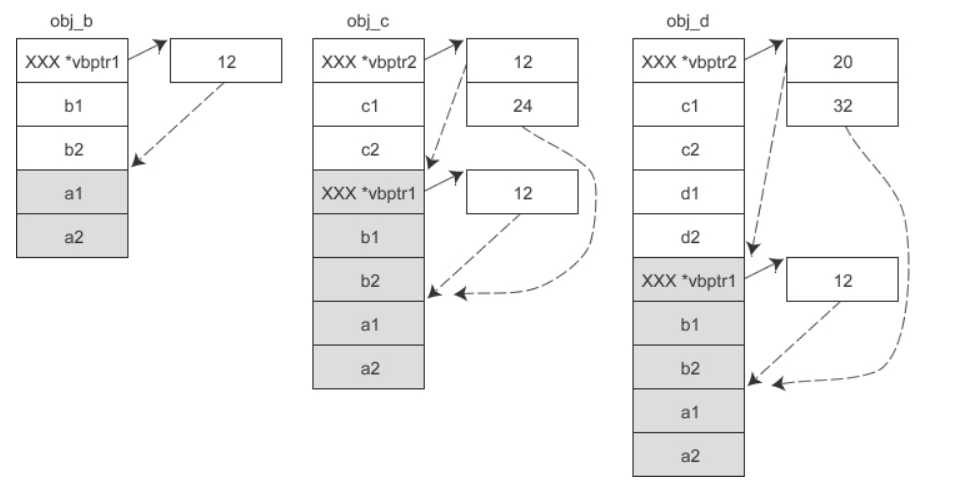 obj_b
XXX *vbptr1
12
b1
b2
a1
a2
obj_c
XXX *vbptr2
12
c1
24
c2
XXX *vbptr1
12
b1
b2
a1
a2
obj_d
XXX *vbptr2
20
c1
32
c2
d1
d2
XXX *vbptr1
12
b1
b2
a1
a2